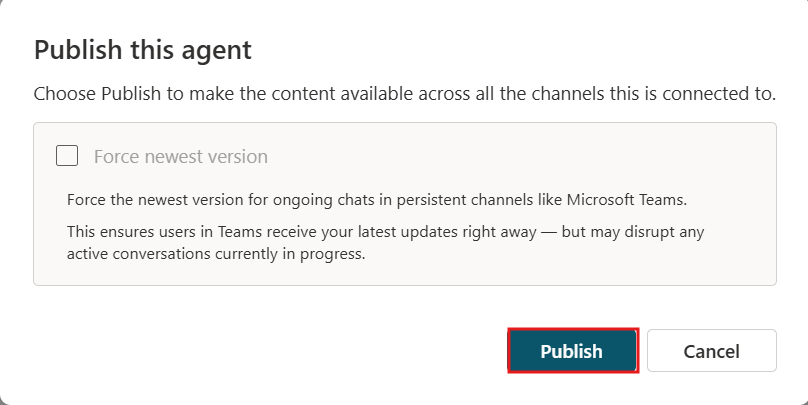 Publish this agent
Choose Publish to make the content available across all the channels this is connected to.
Force newest version
Force the newest version for ongoing chats in persistent channels like Microsoft Teams.
This ensures users in Teams receive your latest updates right away — but may disrupt any
active conversations currently in progress.
Publish Cancel